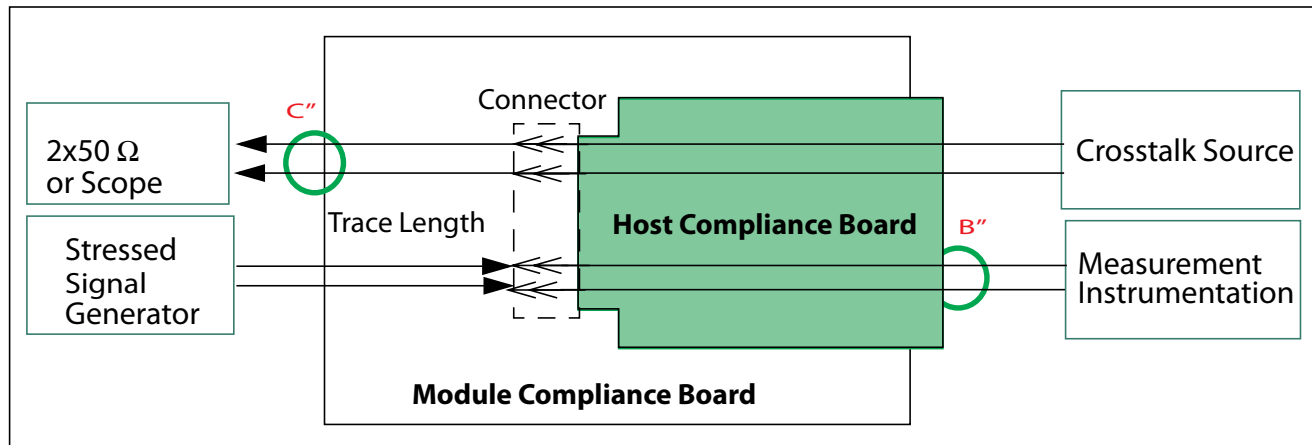 C”
Connector
2x50 Ω
or Scope
Crosstalk Source
Trace Length
Host Compliance Board
B”
Stressed
Signal
Generator
Measurement
Instrumentation
Module Compliance Board